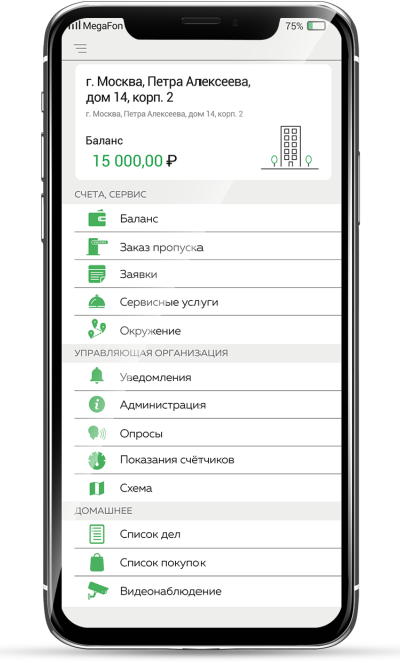 MegaFon 75%
г. Москва, Петра Алексеева,
дом 14, корп. 2
г. Москва, Петра Алексеева, дом 14, корп. 2
Баланс
15 000,00 ₽
СЧЕТА, СЕРВИС
Баланс
Заказ пропуска
Заявки
Сервисные услуги
Окружение
УПРАВЛЯЮЩАЯ ОРГАНИЗАЦИЯ
Уведомления
Администрация
Опросы
Показания счётчиков
Схема
ДОМАШНЕЕ
Список дел
Список покупок
Видеонаблюдение